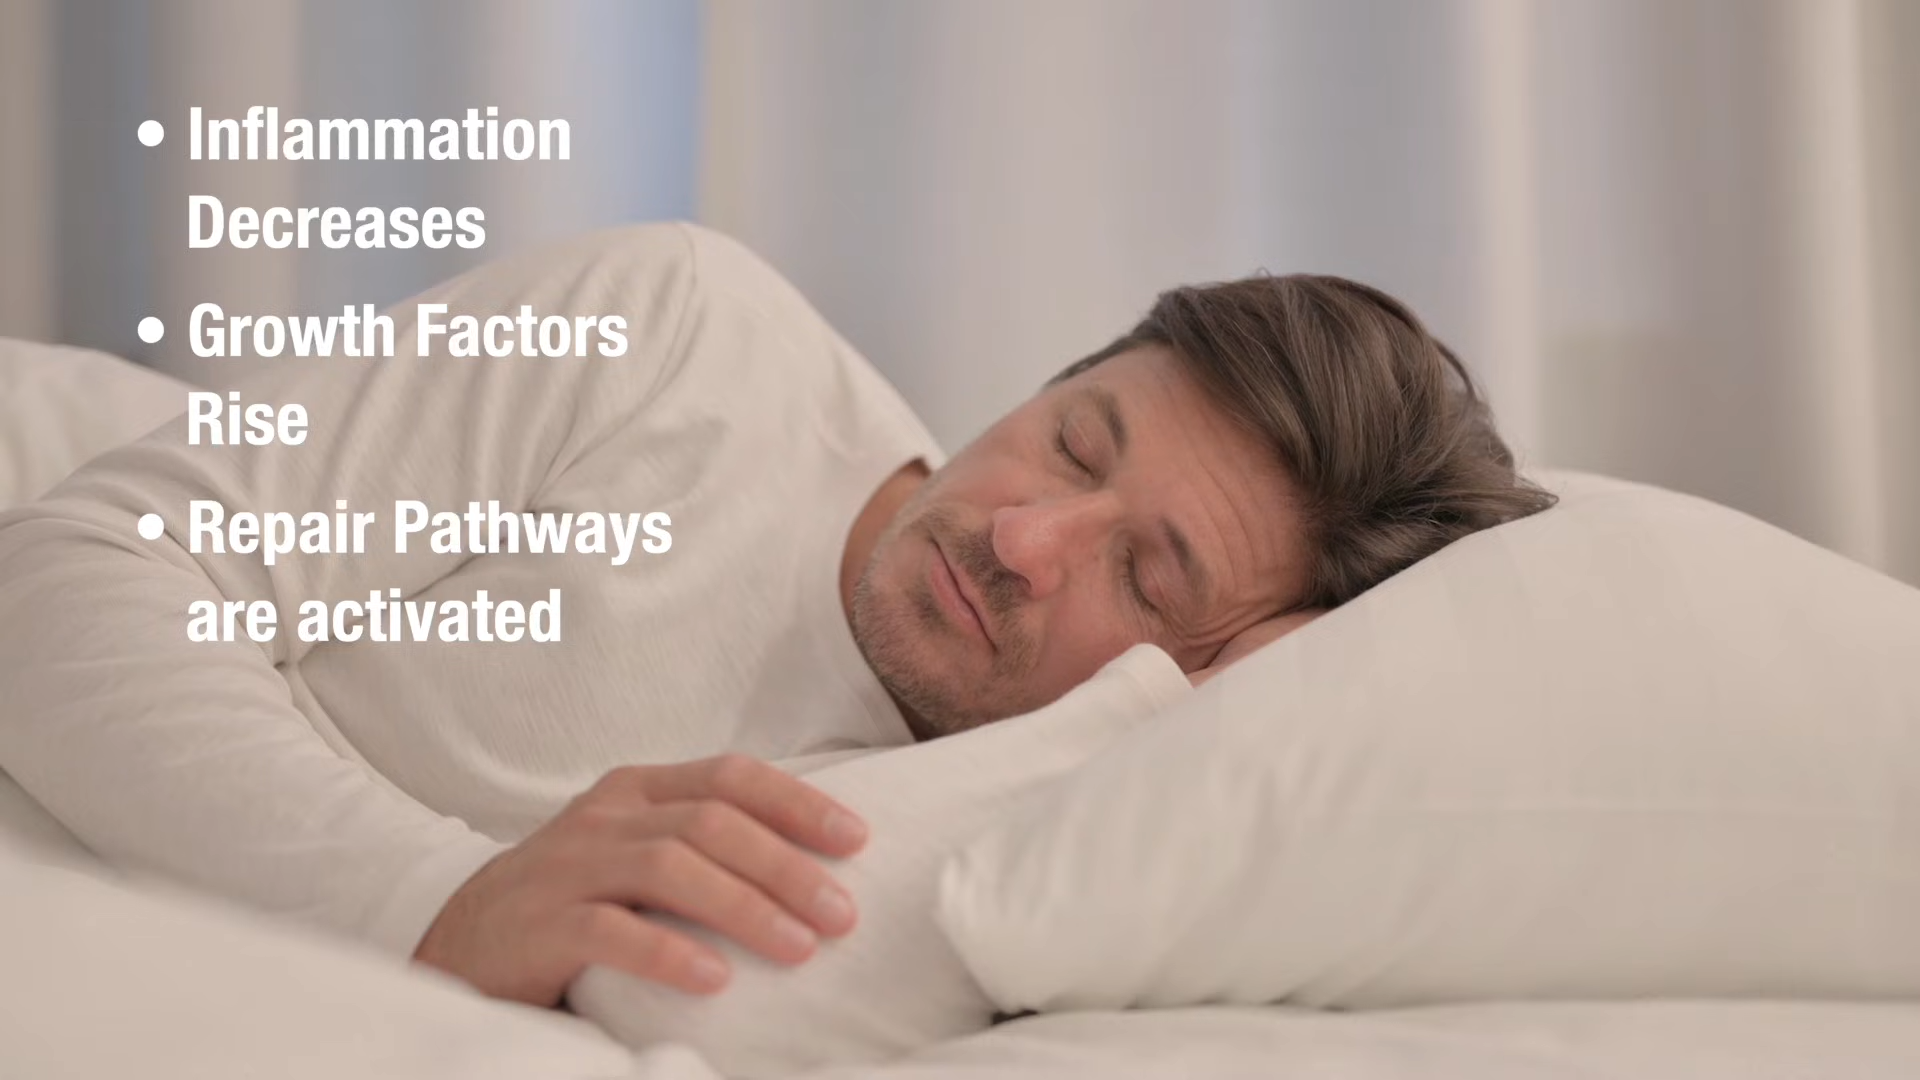 • Inflammation
Decreases
• Growth Factors
Rise
• Repair Pathways
are activated